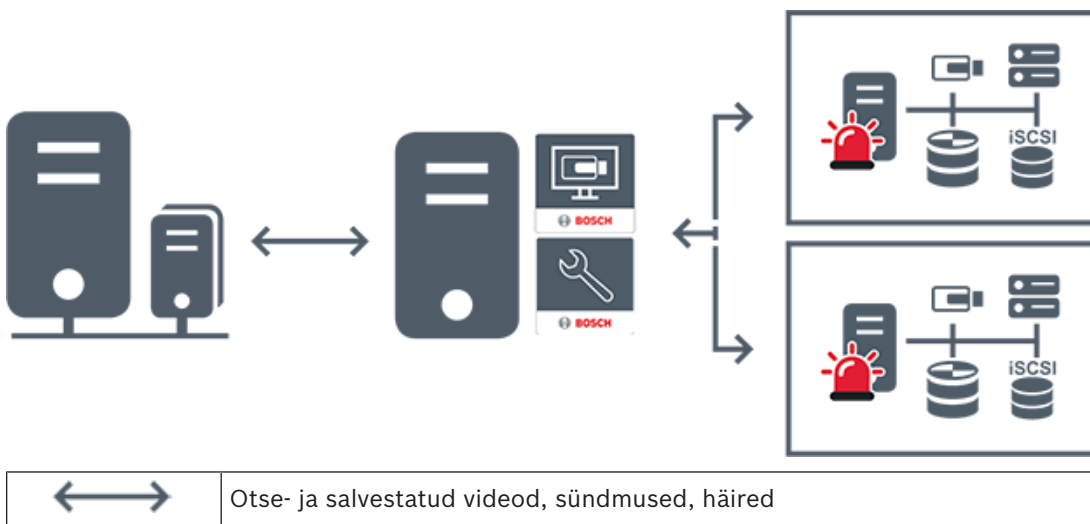 BOSCH
BOSCH
iSCSI
iSCSI
Otse- ja salvestatud videod, sündmused, häired